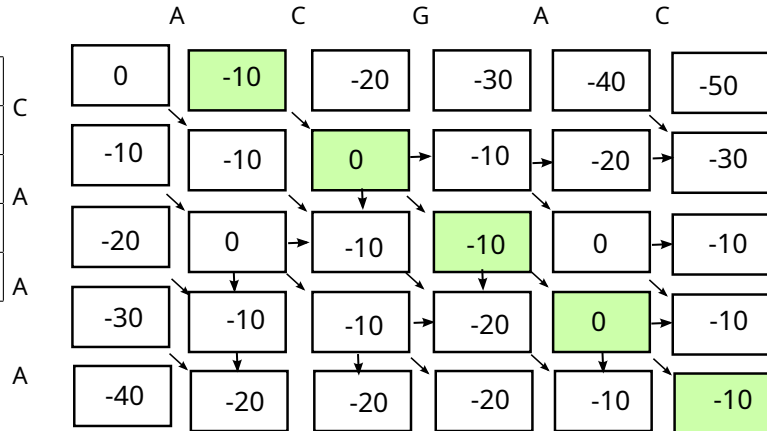 A C G A C
0 -10 -20 -30 -40 -50
C
-10 -10 0 -10 -20 -30
A
-20 0 -10 -10 0 -10
A
-30 -10 -10 -20 0 -10
A
-40 -20 -20 -20 -10 -10